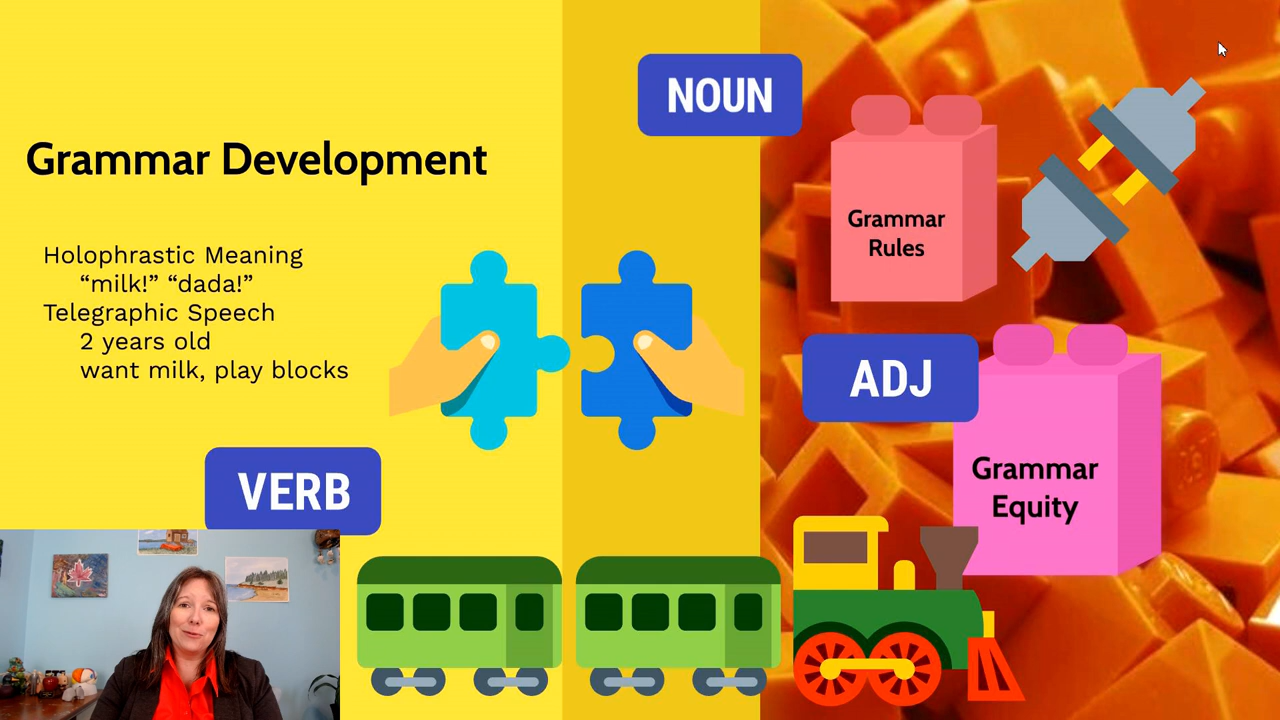 NOUN
Grammar Development
Grammar
Rules
Holophrastic Meaning
“milk!” “dada!”
Telegraphic Speech
2 years old
want milk, play blocks
ADJ
VERB
Grammar
Equity